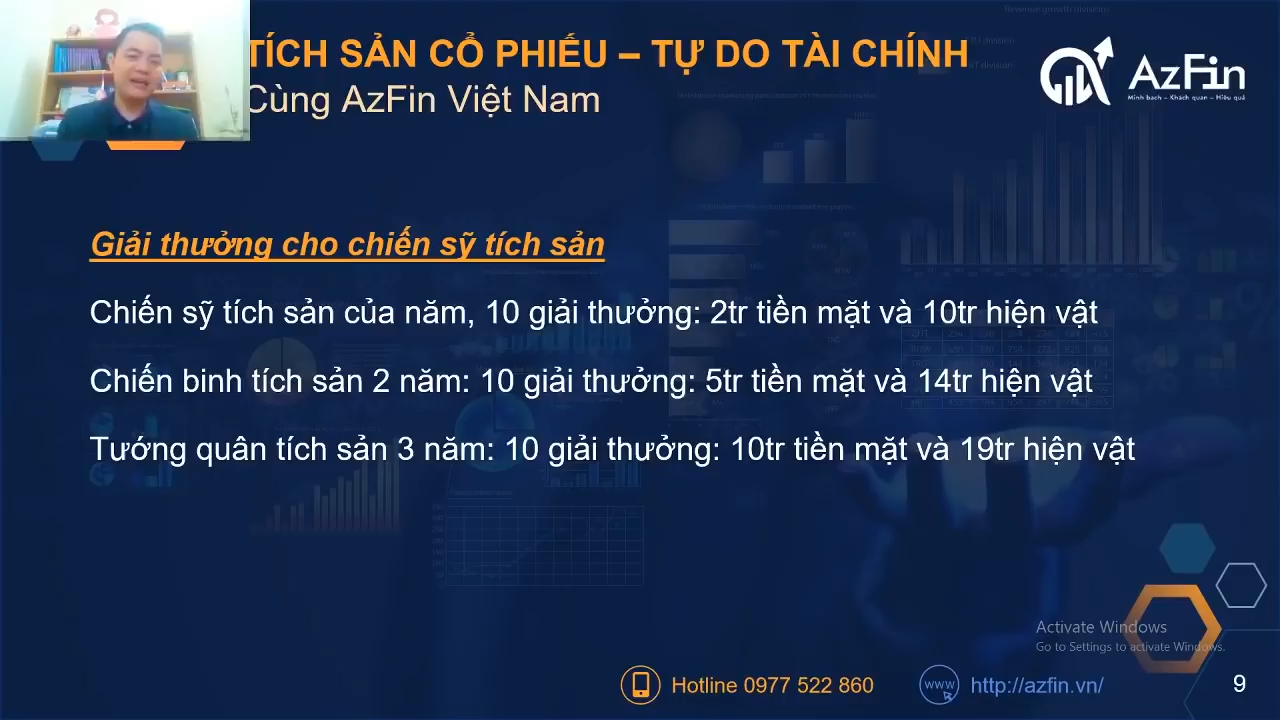 TÍCH SẢN CỔ PHIẾU – TỰ DO TÀI CHÍNH
Cùng AzFin Việt Nam
AzFin
Minh bạch – Khách quan – Hiệu quả
Giải thưởng cho chiến sỹ tích sản
Chiến sỹ tích sản của năm, 10 giải thưởng: 2tr tiền mặt và 10tr hiện vật
Chiến binh tích sản 2 năm: 10 giải thưởng: 5tr tiền mặt và 14tr hiện vật
Tướng quân tích sản 3 năm: 10 giải thưởng: 10tr tiền mặt và 19tr hiện vật
Activate Windows
Go to Settings to activate Windows.
Hotline 0977 522 860
www
http://azfin.vn/
9